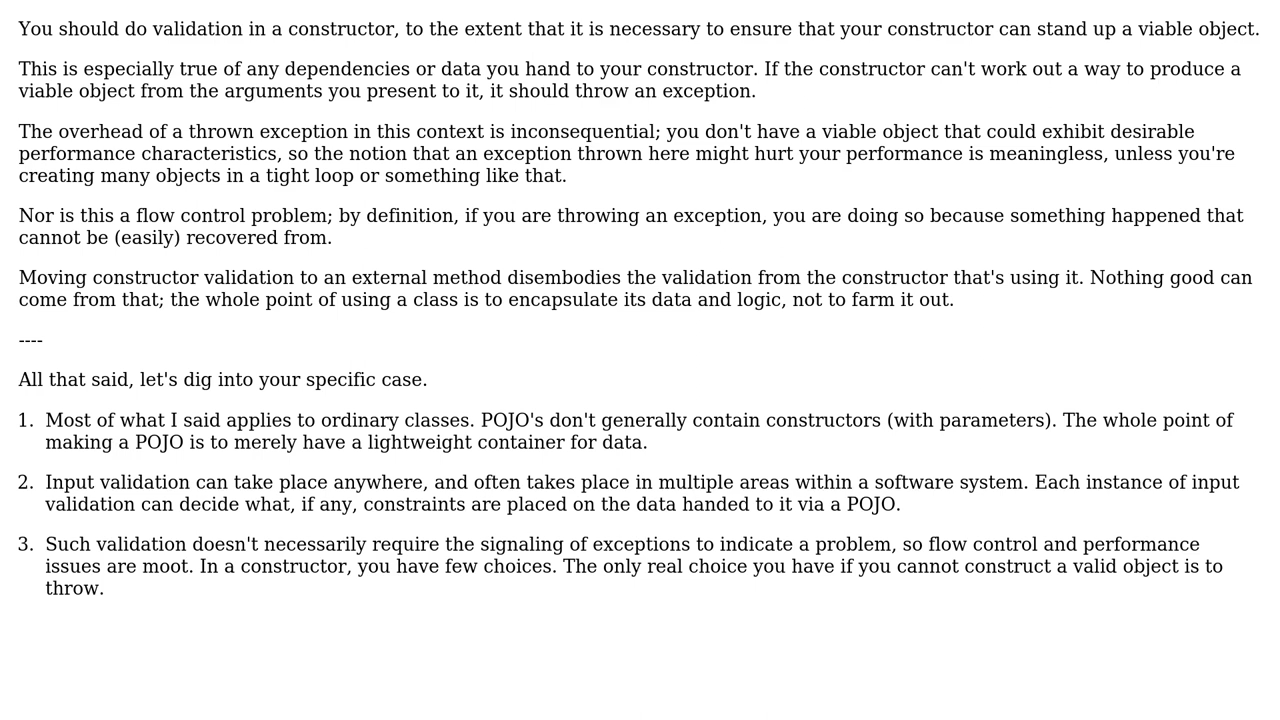 You should do validation in a constructor, to the extent that it is necessary to ensure that your constructor can stand up a viable object.
This is especially true of any dependencies or data you hand to your constructor. If the constructor can't work out a way to produce a
viable object from the arguments you present to it, it should throw an exception.
The overhead of a thrown exception in this context is inconsequential; you don't have a viable object that could exhibit desirable
performance characteristics, so the notion that an exception thrown here might hurt your performance is meaningless, unless you're
creating many objects in a tight loop or something like that.
Nor is this a flow control problem; by definition, if you are throwing an exception, you are doing so because something happened that
cannot be (easily) recovered from.
Moving constructor validation to an external method disembodies the validation from the constructor that's using it. Nothing good can
come from that; the whole point of using a class is to encapsulate its data and logic, not to farm it out.
----
All that said, let's dig into your specific case.
1. Most of what I said applies to ordinary classes. POJO's don't generally contain constructors (with parameters). The whole point of
making a POJO is to merely have a lightweight container for data.
2. Input validation can take place anywhere, and often takes place in multiple areas within a software system. Each instance of input
validation can decide what, if any, constraints are placed on the data handed to it via a POJO.
3. Such validation doesn't necessarily require the signaling of exceptions to indicate a problem, so flow control and performance
issues are moot. In a constructor, you have few choices. The only real choice you have if you cannot construct a valid object is to
throw.